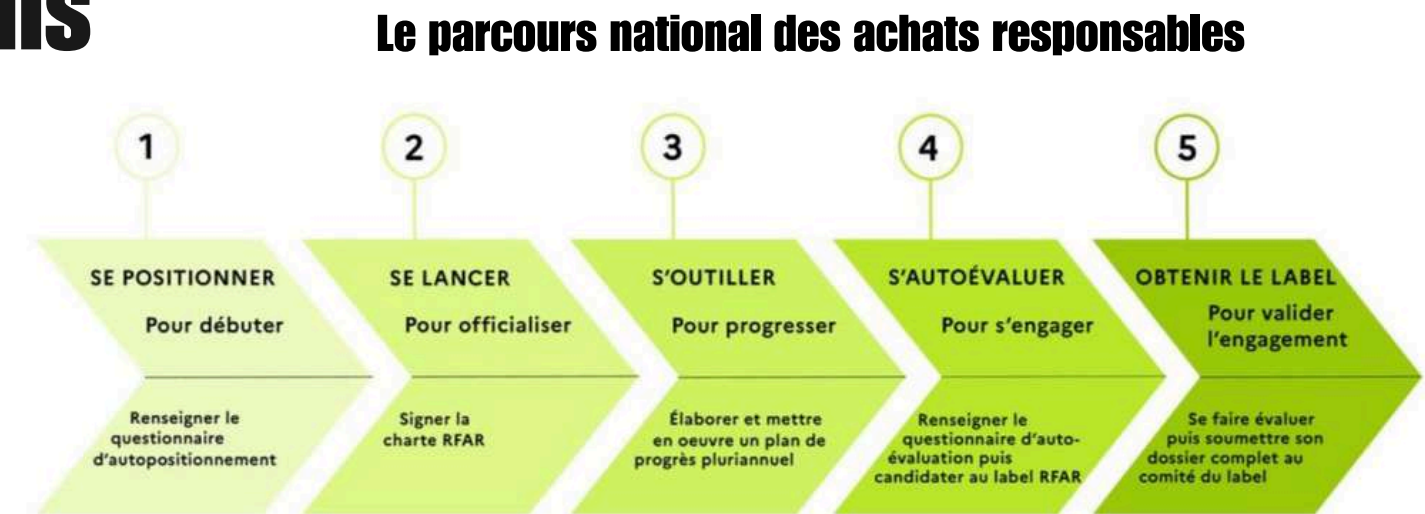 Le parcours national des achats responsables
1
2
3
4
5
SE POSITIONNER
Pour débuter
Renseigner le
questionnaire
d'autopositionnement
SE LANCER
Pour officialiser
Signer la
charte RFAR
S'OUTILLER
Pour progresser
Élaborer et mettre
en oeuvre un plan de
progrès pluriannuel
S'AUTOÉVALUER
Pour s'engager
Renseigner le
questionnaire d'auto-
évaluation puis
candidater au label RFAR
OBTENIR LE LABEL
Pour valider
l'engagement
Se faire évaluer
puis soumettre son
dossier complet au
comité du label